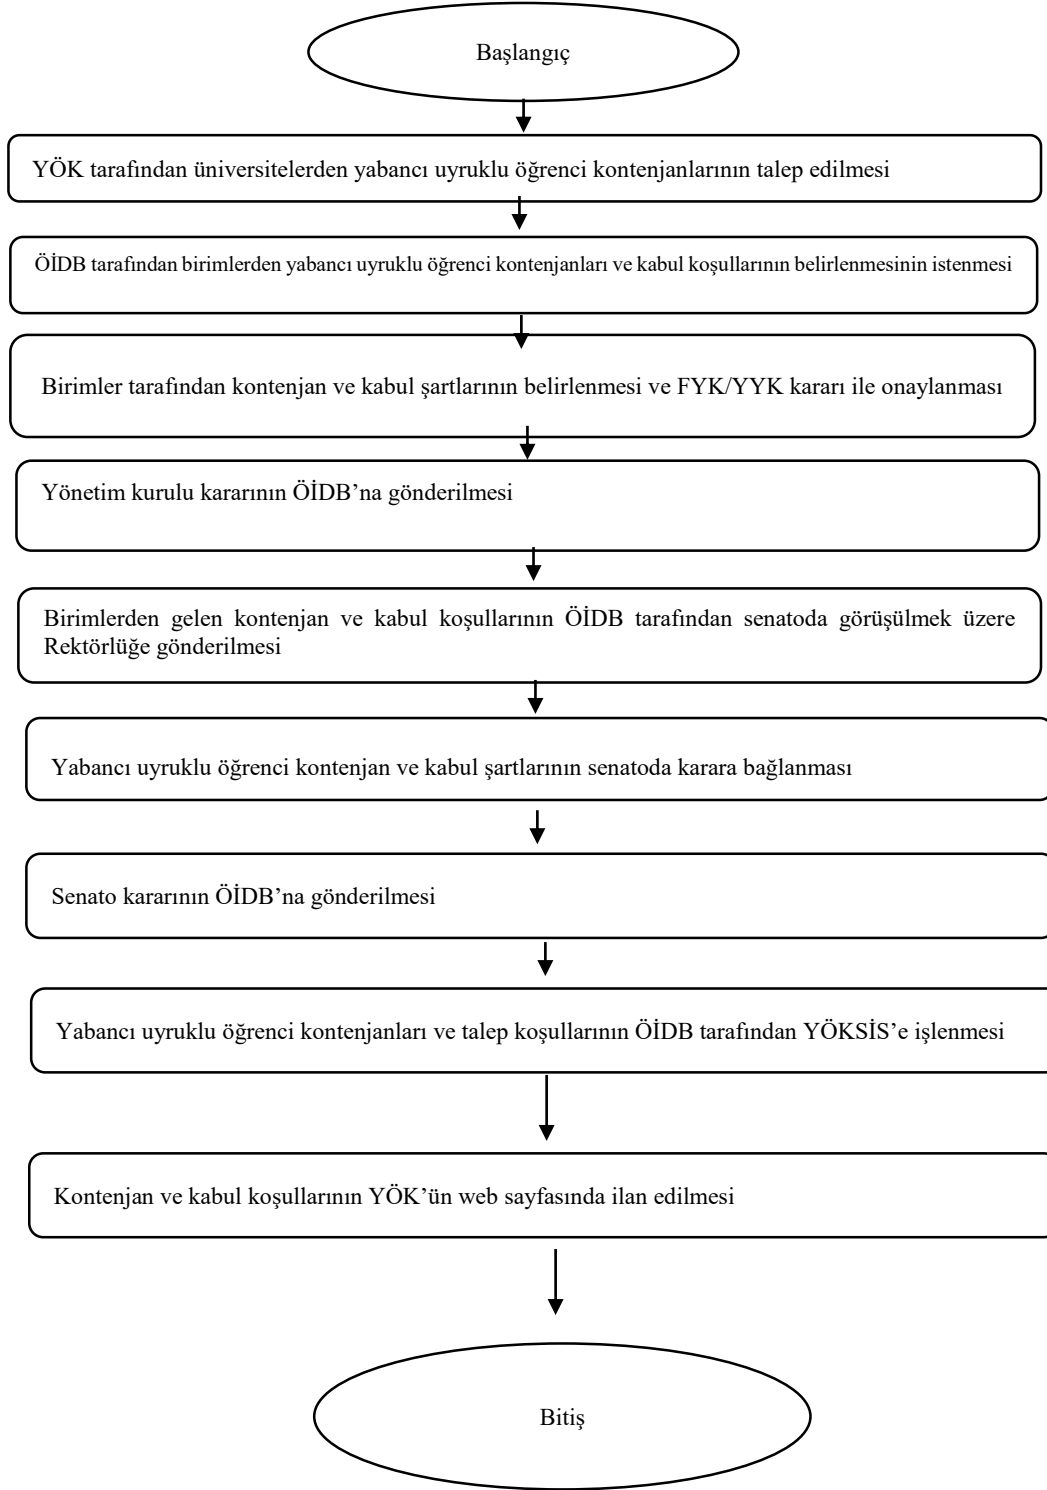 Başlangıç
YÖK tarafından üniversitelerden yabancı uyruklu öğrenci kontenjanlarının talep edilmesi
ÖİDB tarafından birimlerden yabancı uyruklu öğrenci kontenjanları ve kabul koşullarının belirlenmesinin istenmesi
Birimler tarafından kontenjan ve kabul şartlarının belirlenmesi ve FYK/YYK kararı ile onaylanması
Yönetim kurulu kararının ÖİDB’na gönderilmesi
Birimlerden gelen kontenjan ve kabul koşullarının ÖİDB tarafından senatoda görüşülmek üzere
Rektörlüğe gönderilmesi
Yabancı uyruklu öğrenci kontenjan ve kabul şartlarının senatoda karara bağlanması
Senato kararının ÖİDB’na gönderilmesi
Yabancı uyruklu öğrenci kontenjanları ve talep koşullarının ÖİDB tarafından YÖKSİS’e işlenmesi
Kontenjan ve kabul koşullarının YÖK’ün web sayfasında ilan edilmesi
Bitiş